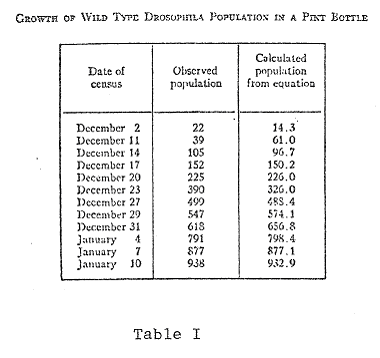 GROWTH OF WILD TYPE DROSOPHILA POPULATION IN A PINT BOTTLE
Date of census Observed population Calculated population from equation
December 2 22 14.3
December 11 39 61.0
December 14 105 96.7
December 17 152 150.2
December 20 225 226.0
December 23 390 326.0
December 27 499 488.4
December 29 547 574.1
December 31 618 656.8
January 4 791 798.4
January 7 877 877.1
January 10 938 932.9
Table I